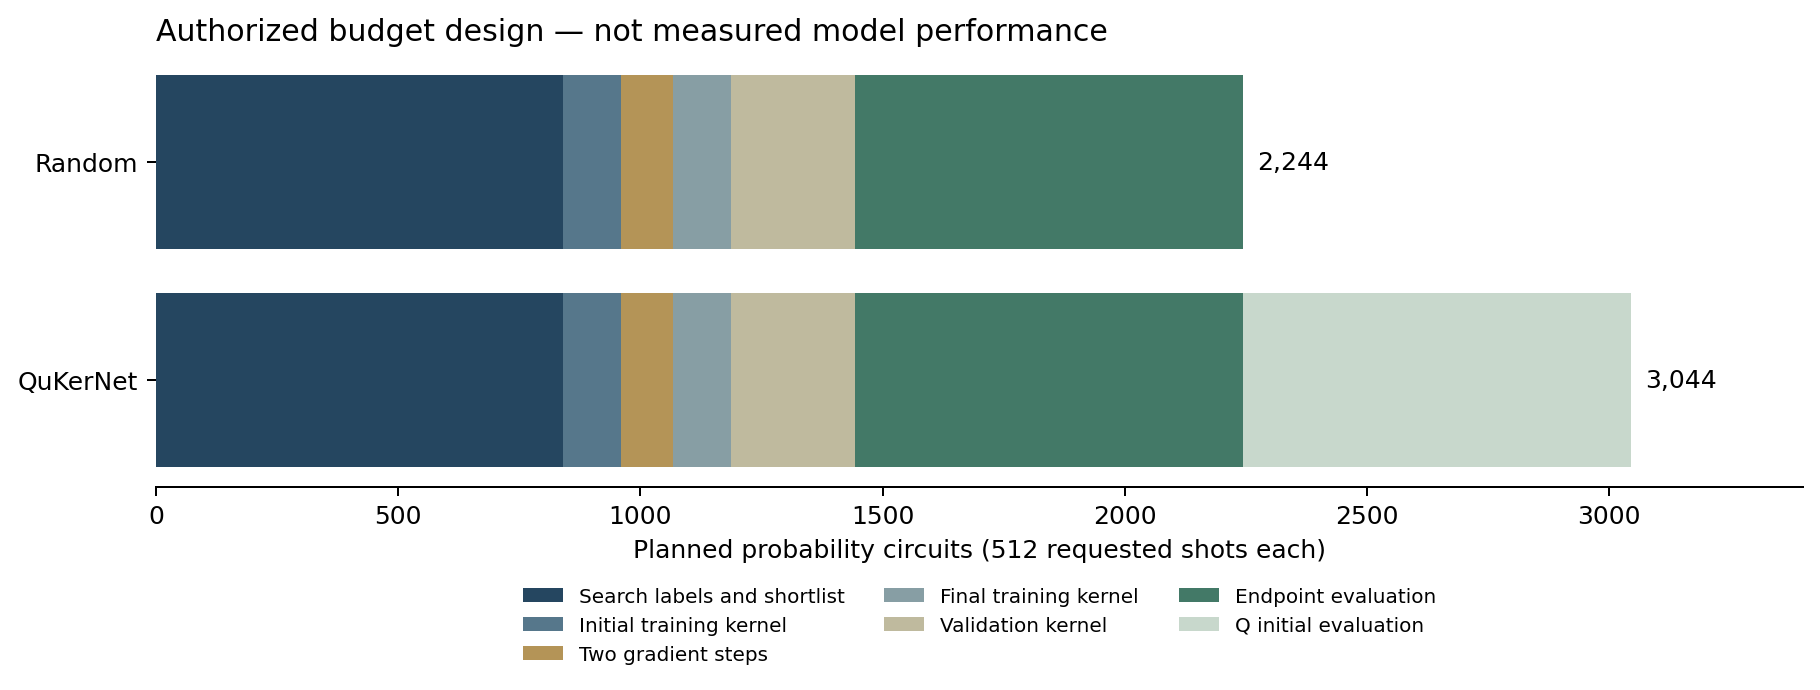 Authorized budget design — not measured model performance
Random
2,244
QuKerNet
3,044
0 500 1000 1500 2000 2500 3000
Planned probability circuits (512 requested shots each)
Search labels and shortlist
Initial training kernel
Two gradient steps
Final training kernel
Validation kernel
Endpoint evaluation
Q initial evaluation